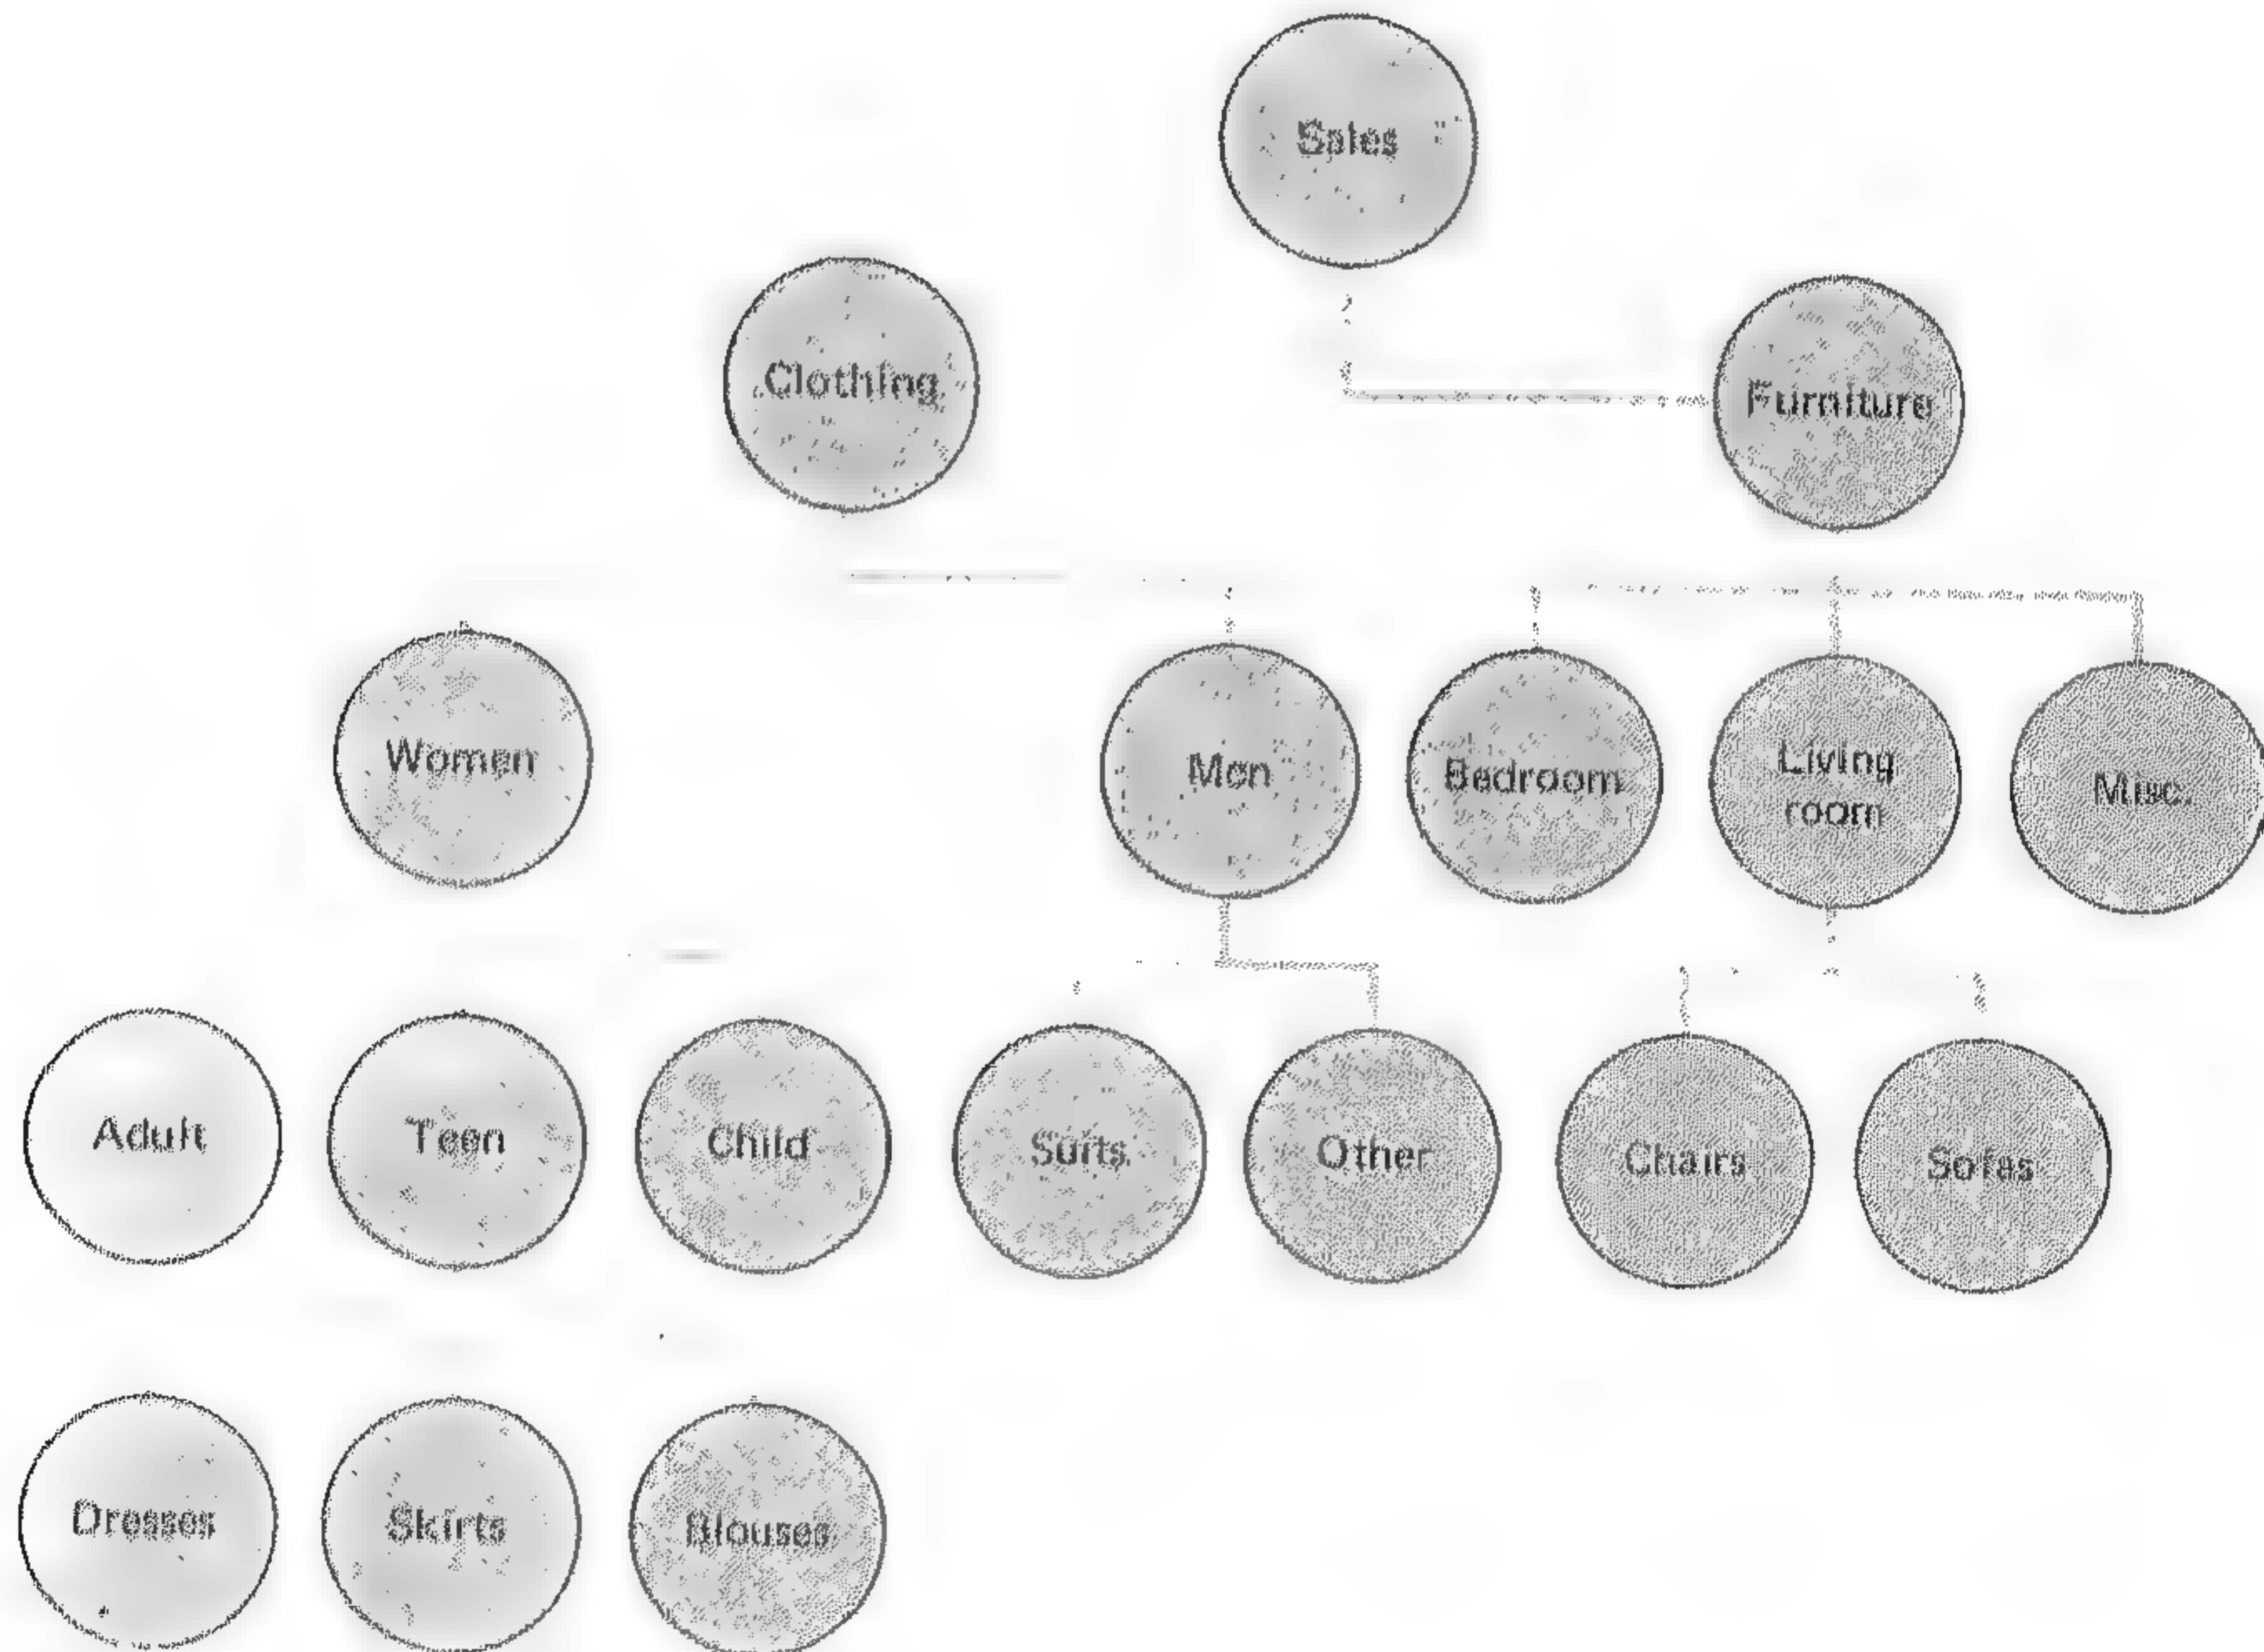 Sales
Clothing
Furniture
Women
Men
Bedroom
Living
room
Misc.
Adult
Teen
Child
Suits
Other
Chairs
Sofas
Dresses
Skirts
Blouses